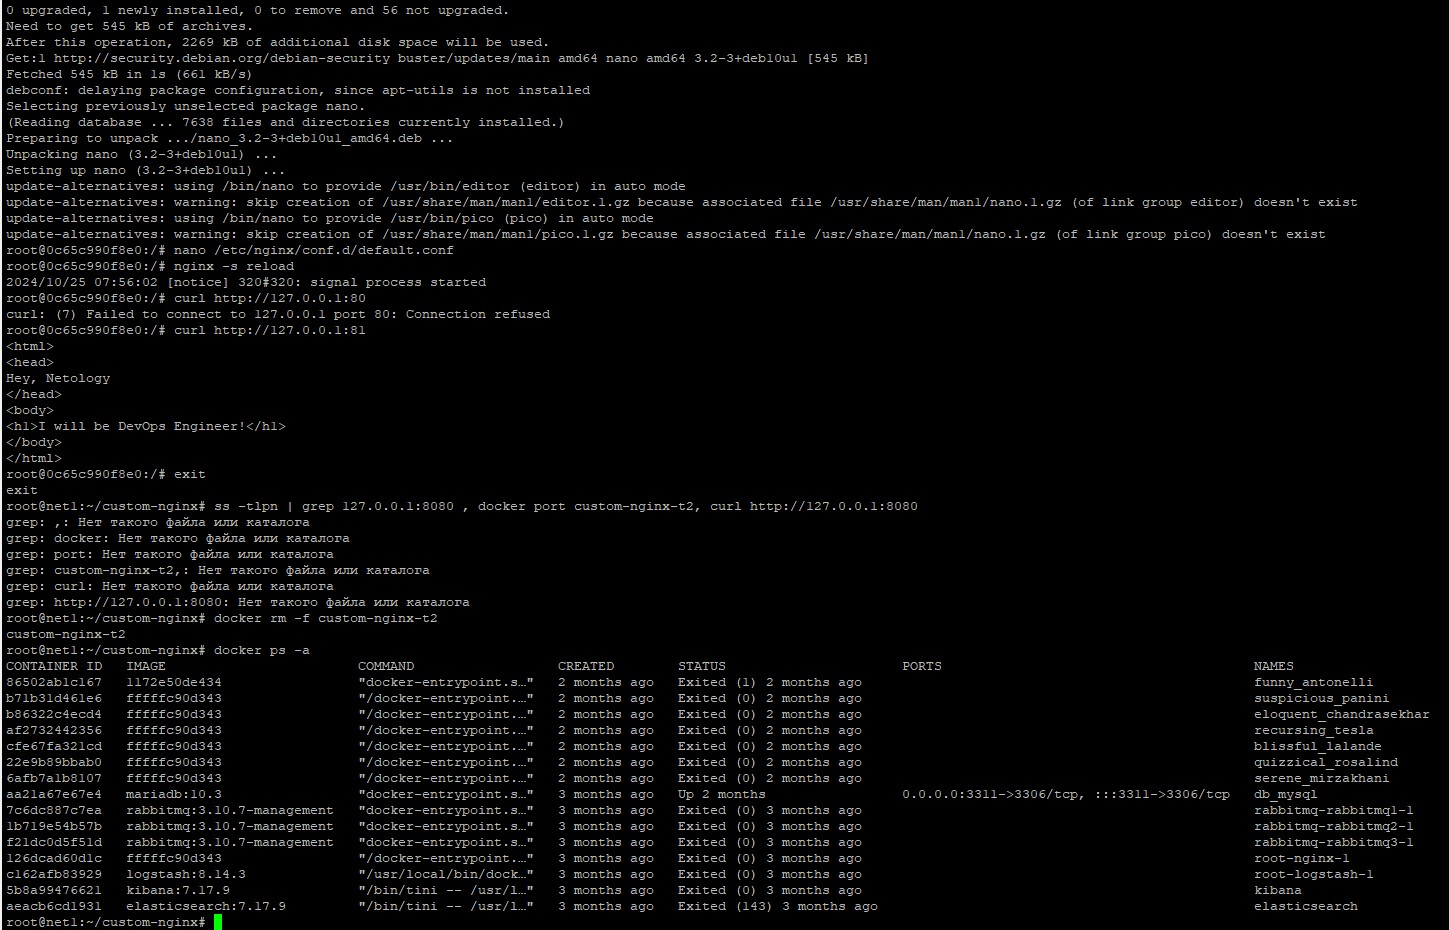 0 upgraded, 1 newly installed, 0 to remove and 56 not upgraded.
Need to get 545 kB of archives.
After this operation, 2269 kB of additional disk space will be used.
Get:1 http://security.debian.org/debian-security buster/updates/main amd64 nano amd64 3.2-3+deb10u1 [545 kB]
Fetched 545 kB in 1s (661 kB/s)
debconf: delaying package configuration, since apt-utils is not installed
Selecting previously unselected package nano.
(Reading database ... 7638 files and directories currently installed.)
Preparing to unpack .../nano_3.2-3+deb10u1_amd64.deb ...
Unpacking nano (3.2-3+deb10u1) ...
Setting up nano (3.2-3+deb10u1) ...
update-alternatives: using /bin/nano to provide /usr/bin/editor (editor) in auto mode
update-alternatives: warning: skip creation of /usr/share/man/man1/editor.1.gz because associated file /usr/share/man/man1/nano.1.gz (of link group editor) doesn't exist
update-alternatives: using /bin/nano to provide /usr/bin/pico (pico) in auto mode
update-alternatives: warning: skip creation of /usr/share/man/man1/pico.1.gz because associated file /usr/share/man/man1/nano.1.gz (of link group pico) doesn't exist
root@0c65c990f8e0:/# nano /etc/nginx/conf.d/default.conf
root@0c65c990f8e0:/# nginx -s reload
2024/10/25 07:56:02 [notice] 320#320: signal process started
root@0c65c990f8e0:/# curl http://127.0.0.1:80
curl: (7) Failed to connect to 127.0.0.1 port 80: Connection refused
root@0c65c990f8e0:/# curl http://127.0.0.1:81
<html>
<head>
Hey, Netology
</head>
<body>
<h1>I will be DevOps Engineer!</h1>
</body>
</html>
root@0c65c990f8e0:/# exit
exit
root@net1:~/custom-nginx# ss -tlpn | grep 127.0.0.1:8080 , docker port custom-nginx-t2, curl http://127.0.0.1:8080
grep: ,: Нет такого файла или каталога
grep: docker: Нет такого файла или каталога
grep: port: Нет такого файла или каталога
grep: custom-nginx-t2,: Нет такого файла или каталога
grep: curl: Нет такого файла или каталога
grep: http://127.0.0.1:8080: Нет такого файла или каталога
root@net1:~/custom-nginx# docker rm -f custom-nginx-t2
custom-nginx-t2
root@net1:~/custom-nginx# docker ps -a
CONTAINER ID   IMAGE                        COMMAND                  CREATED        STATUS                      PORTS                                       NAMES
86502ab1c167   1172e50de434                 "docker-entrypoint.s…"   2 months ago   Exited (1) 2 months ago                                                 funny_antonelli
b71b31d461e6   fffffc90d343                 "/docker-entrypoint.…"   2 months ago   Exited (0) 2 months ago                                                 suspicious_panini
b86322c4ecd4   fffffc90d343                 "/docker-entrypoint.…"   2 months ago   Exited (0) 2 months ago                                                 eloquent_chandrasekhar
af2732442356   fffffc90d343                 "/docker-entrypoint.…"   2 months ago   Exited (0) 2 months ago                                                 recursing_tesla
cfe67fa321cd   fffffc90d343                 "/docker-entrypoint.…"   2 months ago   Exited (0) 2 months ago                                                 blissful_lalande
22e9b89bbab0   fffffc90d343                 "/docker-entrypoint.…"   2 months ago   Exited (0) 2 months ago                                                 quizzical_rosalind
6afb7a1b8107   fffffc90d343                 "/docker-entrypoint.…"   2 months ago   Exited (0) 2 months ago                                                 serene_mirzakhani
aa21a67e67e4   mariadb:10.3                 "docker-entrypoint.s…"   3 months ago   Up 2 months                 0.0.0.0:3311->3306/tcp, :::3311->3306/tcp   db_mysql
7c6dc887c7ea   rabbitmq:3.10.7-management   "docker-entrypoint.s…"   3 months ago   Exited (0) 3 months ago                                                 rabbitmq-rabbitmq1-1
1b719e54b57b   rabbitmq:3.10.7-management   "docker-entrypoint.s…"   3 months ago   Exited (0) 3 months ago                                                 rabbitmq-rabbitmq2-1
f21dc0d5f51d   rabbitmq:3.10.7-management   "docker-entrypoint.s…"   3 months ago   Exited (0) 3 months ago                                                 rabbitmq-rabbitmq3-1
126dcad60d1c   fffffc90d343                 "/docker-entrypoint.…"   3 months ago   Exited (0) 3 months ago                                                 root-nginx-1
c162afb83929   logstash:8.14.3              "/usr/local/bin/dock…"   3 months ago   Exited (0) 3 months ago                                                 root-logstash-1
5b8a99476621   kibana:7.17.9                "/bin/tini -- /usr/l…"   3 months ago   Exited (0) 3 months ago                                                 kibana
aeacb6cd1931   elasticsearch:7.17.9         "/bin/tini -- /usr/l…"   3 months ago   Exited (143) 3 months ago                                               elasticsearch
root@net1:~/custom-nginx#